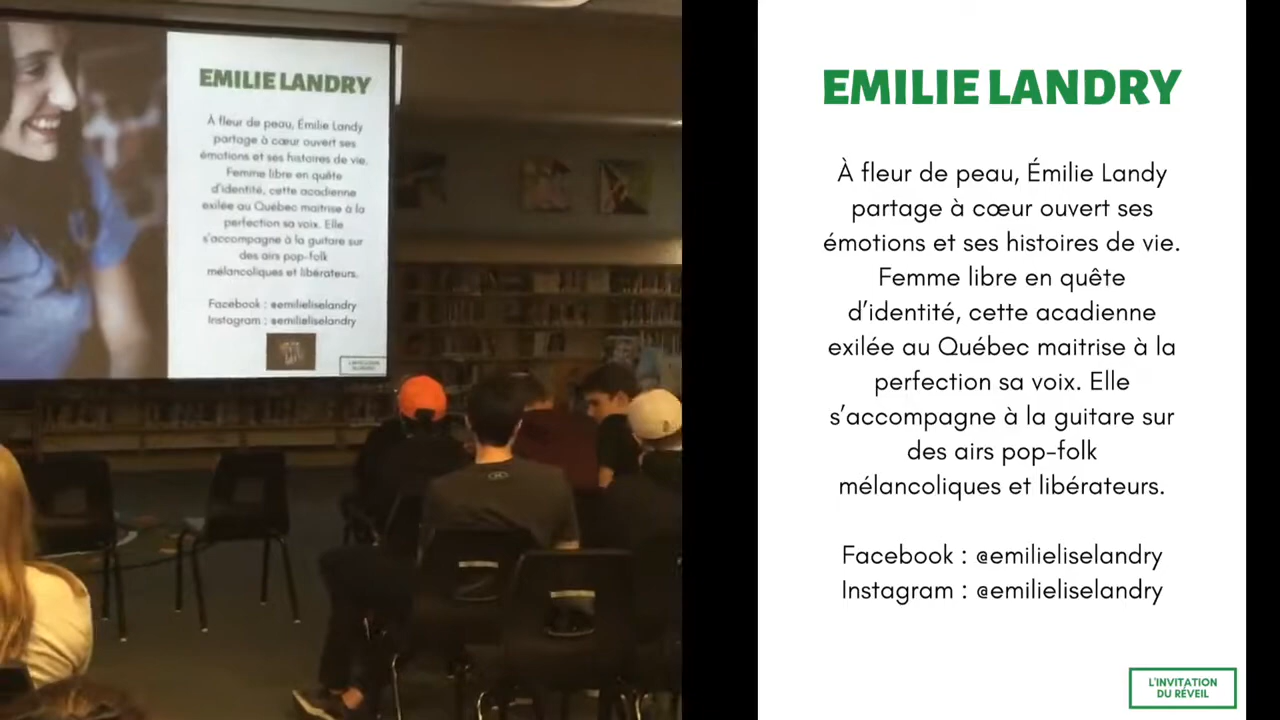 EMILIE LANDRY
À fleur de peau, Émilie Landy
partage à cœur ouvert ses
émotions et ses histoires de vie.
Femme libre en quête
d'identité, cette acadienne
exilée au Québec maitrise à la
perfection sa voix. Elle
s'accompagne à la guitare sur
des airs pop-folk
mélancoliques et libérateurs.
Facebook : @emilieliselandry
Instagram : @emilieliselandry
L'INVITATION
DU RÉVEIL
EMILIE LANDRY
À fleur de peau, Émilie Landy
partage à cœur ouvert ses
émotions et ses histoires de vie.
Femme libre en quête
d’identité, cette acadienne
exilée au Québec maitrise à la
perfection sa voix. Elle
s’accompagne à la guitare sur
des airs pop-folk
mélancoliques et libérateurs.
Facebook : @emilieliselandry
Instagram : @emilieliselandry
L'INVITATION
DU RÉVEIL